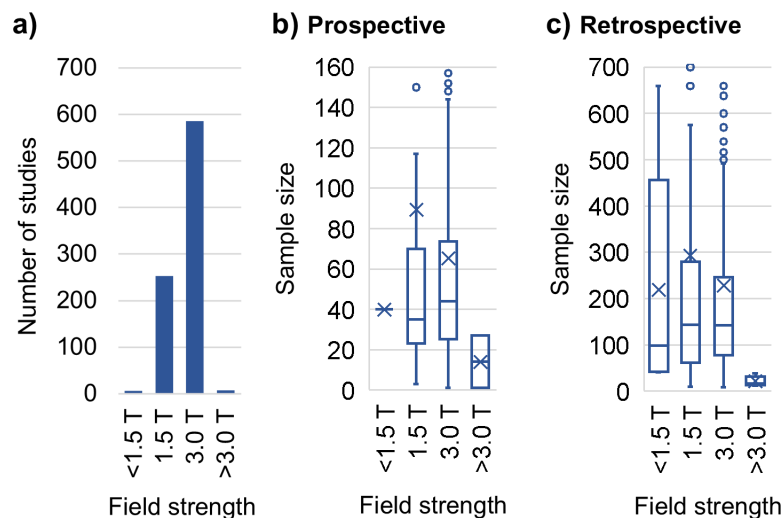 a)
700
600
500
400
300
200
100
0
Number of studies
<1.5 T
1.5 T
3.0 T
>3.0 T
Field strength
b) Prospective
160
140
120
100
80
60
40
20
0
Sample size
<1.5 T
1.5 T
3.0 T
>3.0 T
Field strength
c) Retrospective
700
600
500
400
300
200
100
0
Sample size
<1.5 T
1.5 T
3.0 T
>3.0 T
Field strength